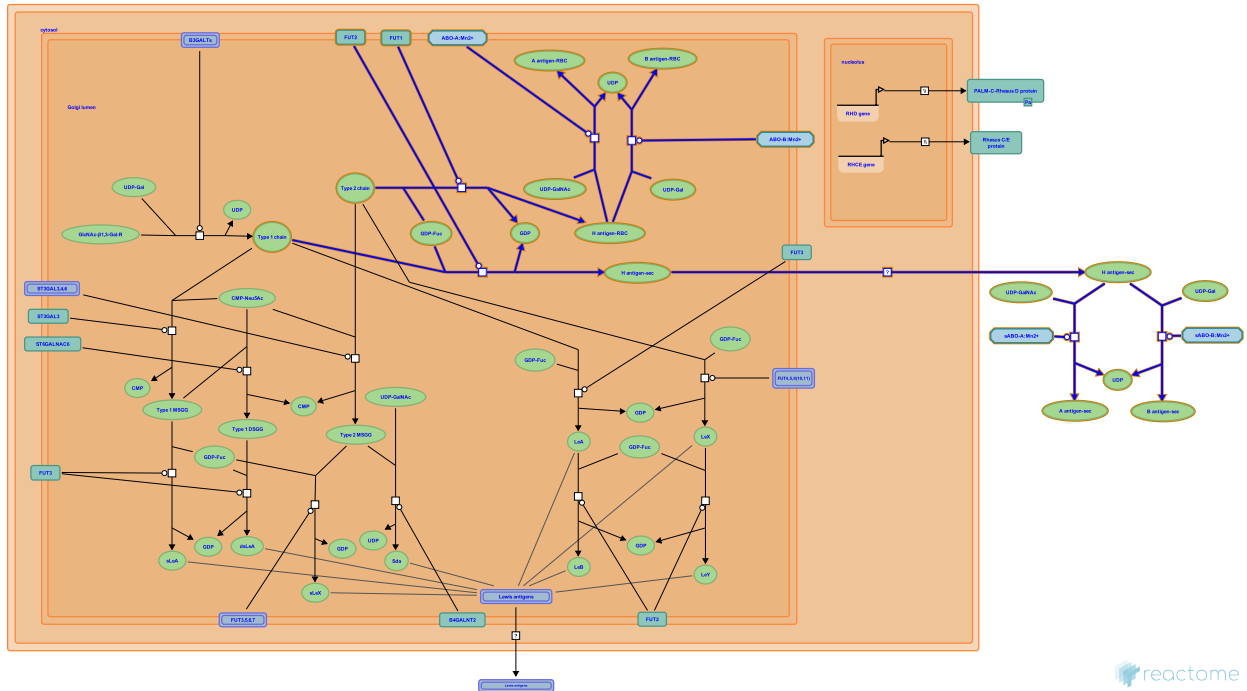 cytosol
B3GALTs
FUT2
FUT1
ABO-A:Mn2+
A antigen-RBC
B antigen-RBC
UDP
nucleolus
PALM-C-Rhesus D protein
Pa
?
RHD gene
Golgi lumen
ABO-B:Mn2+
Rhesus C/E
protein
RHCE gene
UDP-Gal
Type 2 chain
UDP-GalNAc
UDP-Gal
UDP
GlcNAc-β1,3-Gal-R
Type 1 chain
GDP-Fuc
GDP
H antigen-RBC
FUT3
H antigen-sec
?
H antigen-sec
ST3GAL3,4,6
CMP-Neu5Ac
UDP-GalNAc
UDP-Gal
ST3GAL3
ST6GALNAC6
sABO-A:Mn2+
sABO-B:Mn2+
GDP-Fuc
GDP-Fuc
UDP
FUT4,5,9(10,11)
CMP
CMP
UDP-GalNAc
Type 1 MSGG
GDP
A antigen-sec
B antigen-sec
Type 1 DSGG
Type 2 MSGG
LeA
LeX
GDP-Fuc
GDP-Fuc
FUT3
GDP
dsLeA
GDP
UDP
GDP
sLeA
Sda
LeB
LeY
sLeX
Lewis antigens
FUT3,5,6,7
B4GALNT2
FUT2
?
Lewis antigens
reactome